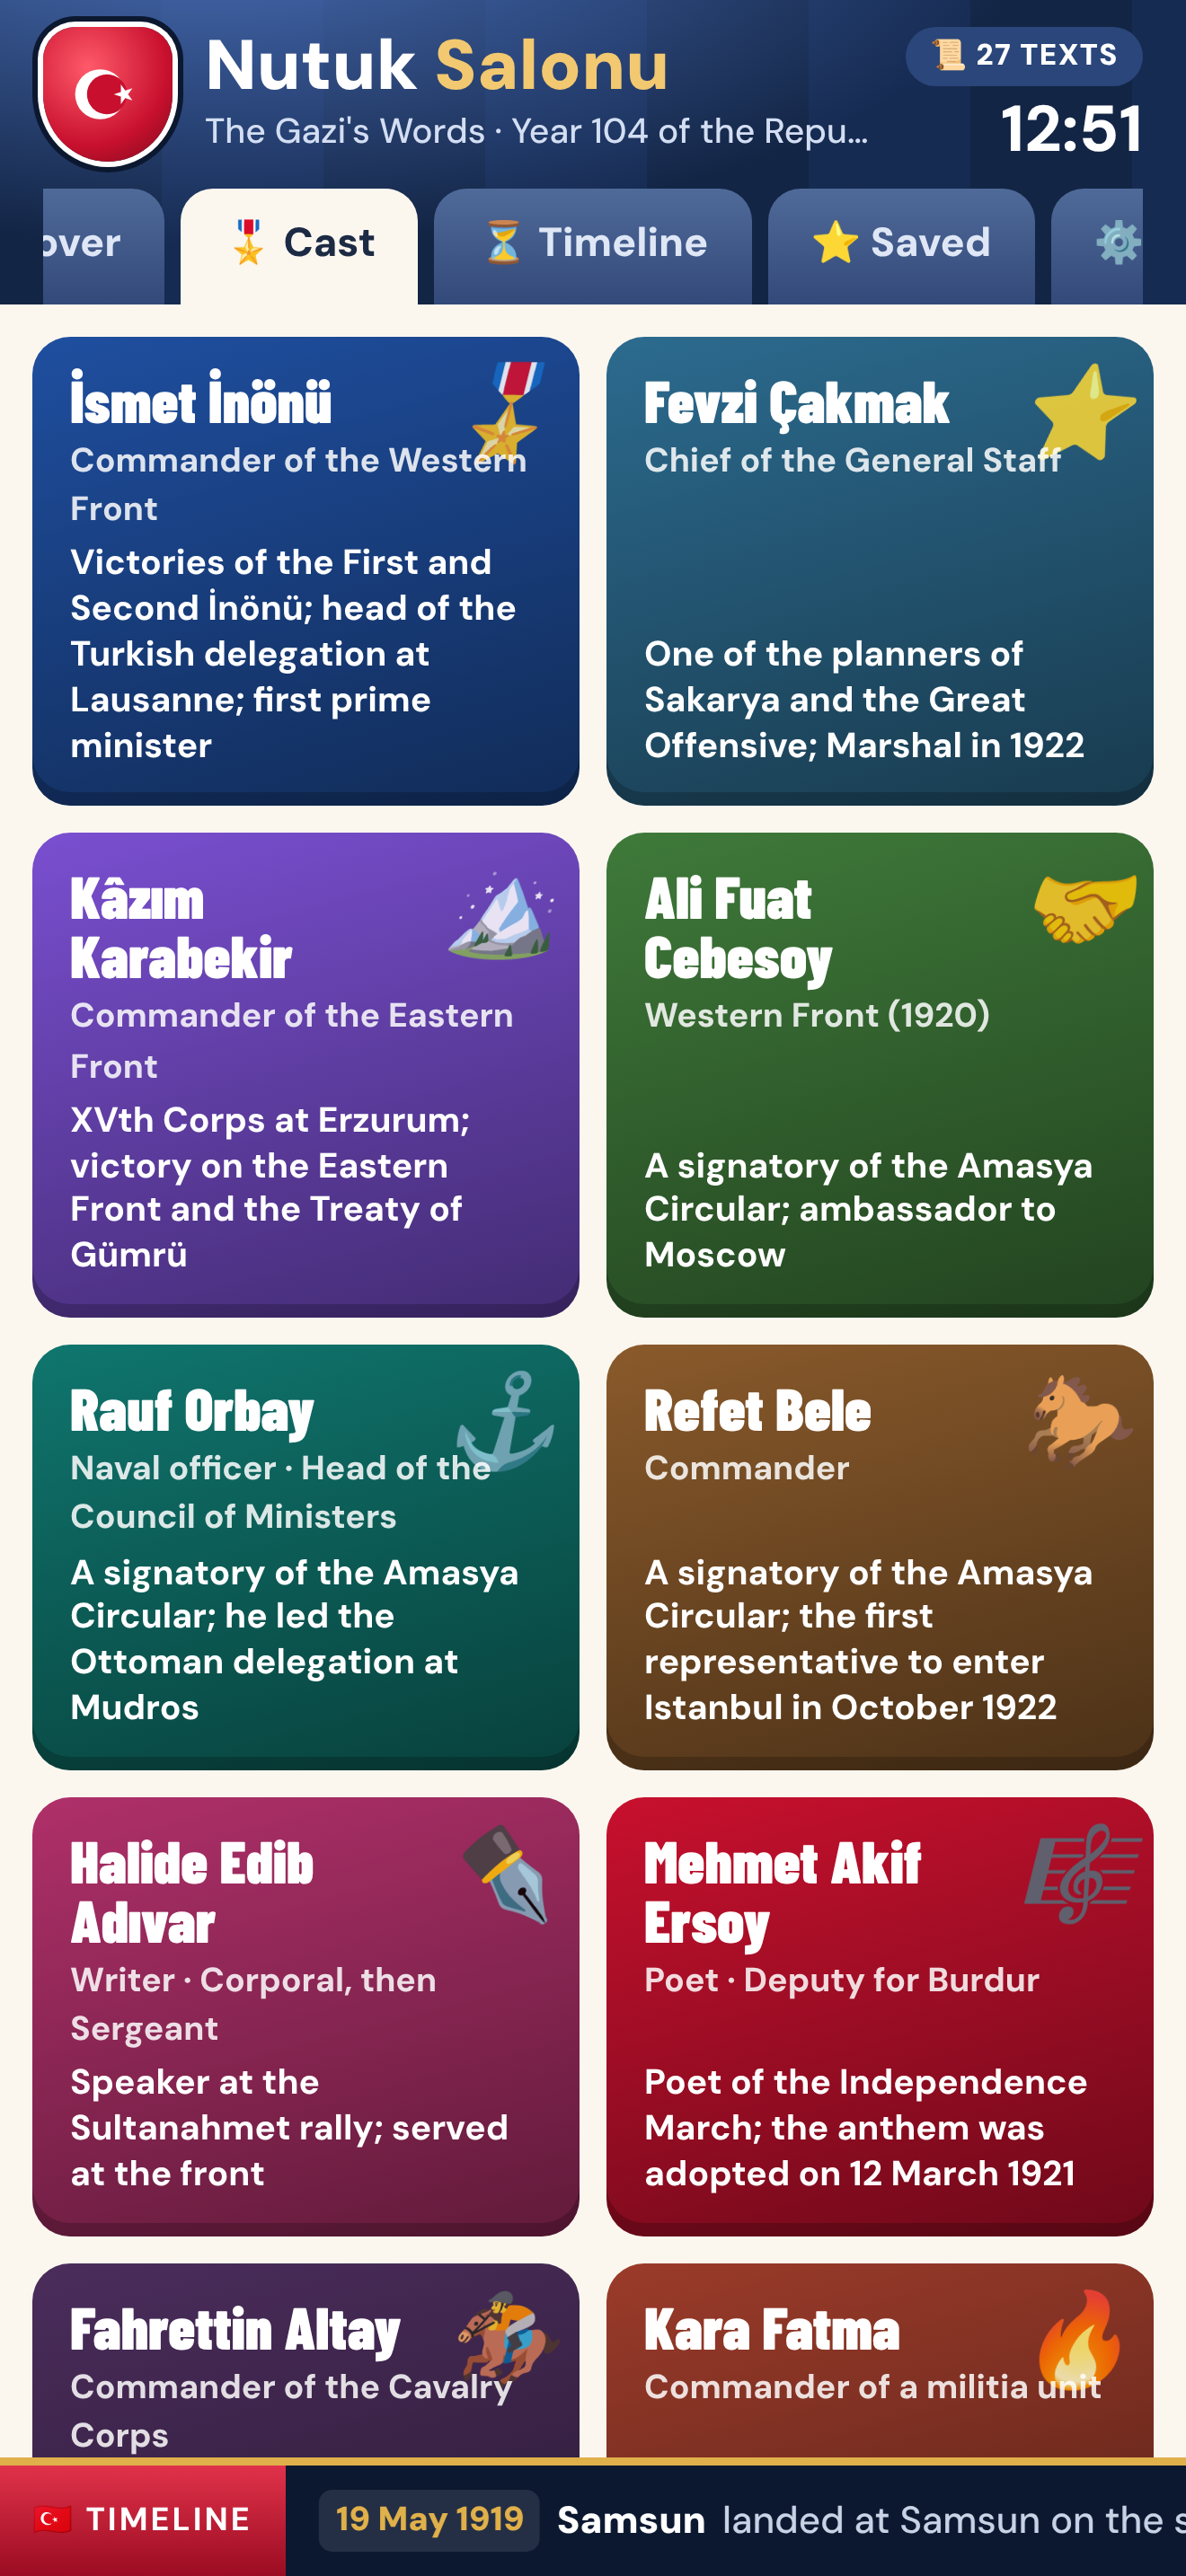 Nutuk Salonu
The Gazi's Words · Year 104 of the Repu...
27 TEXTS
12:51
over
Cast
Timeline
Saved
İsmet İnönü
Commander of the Western
Front
Victories of the First and
Second İnönü; head of the
Turkish delegation at
Lausanne; first prime
minister
Fevzi Çakmak
Chief of the General Staff
One of the planners of
Sakarya and the Great
Offensive; Marshal in 1922
Kâzım
Karabekir
Commander of the Eastern
Front
XVth Corps at Erzurum;
victory on the Eastern
Front and the Treaty of
Gümrü
Ali Fuat
Cebesoy
Western Front (1920)
A signatory of the Amasya
Circular; ambassador to
Moscow
Rauf Orbay
Naval officer · Head of the
Council of Ministers
A signatory of the Amasya
Circular; he led the
Ottoman delegation at
Mudros
Refet Bele
Commander
A signatory of the Amasya
Circular; the first
representative to enter
Istanbul in October 1922
Halide Edib
Adıvar
Writer · Corporal, then
Sergeant
Speaker at the
Sultanahmet rally; served
at the front
Mehmet Akif
Ersoy
Poet · Deputy for Burdur
Poet of the Independence
March; the anthem was
adopted on 12 March 1921
Fahrettin Altay
Commander of the Cavalry
Corps
Kara Fatma
Commander of a militia unit
TIMELINE
19 May 1919 Samsun landed at Samsun on the s